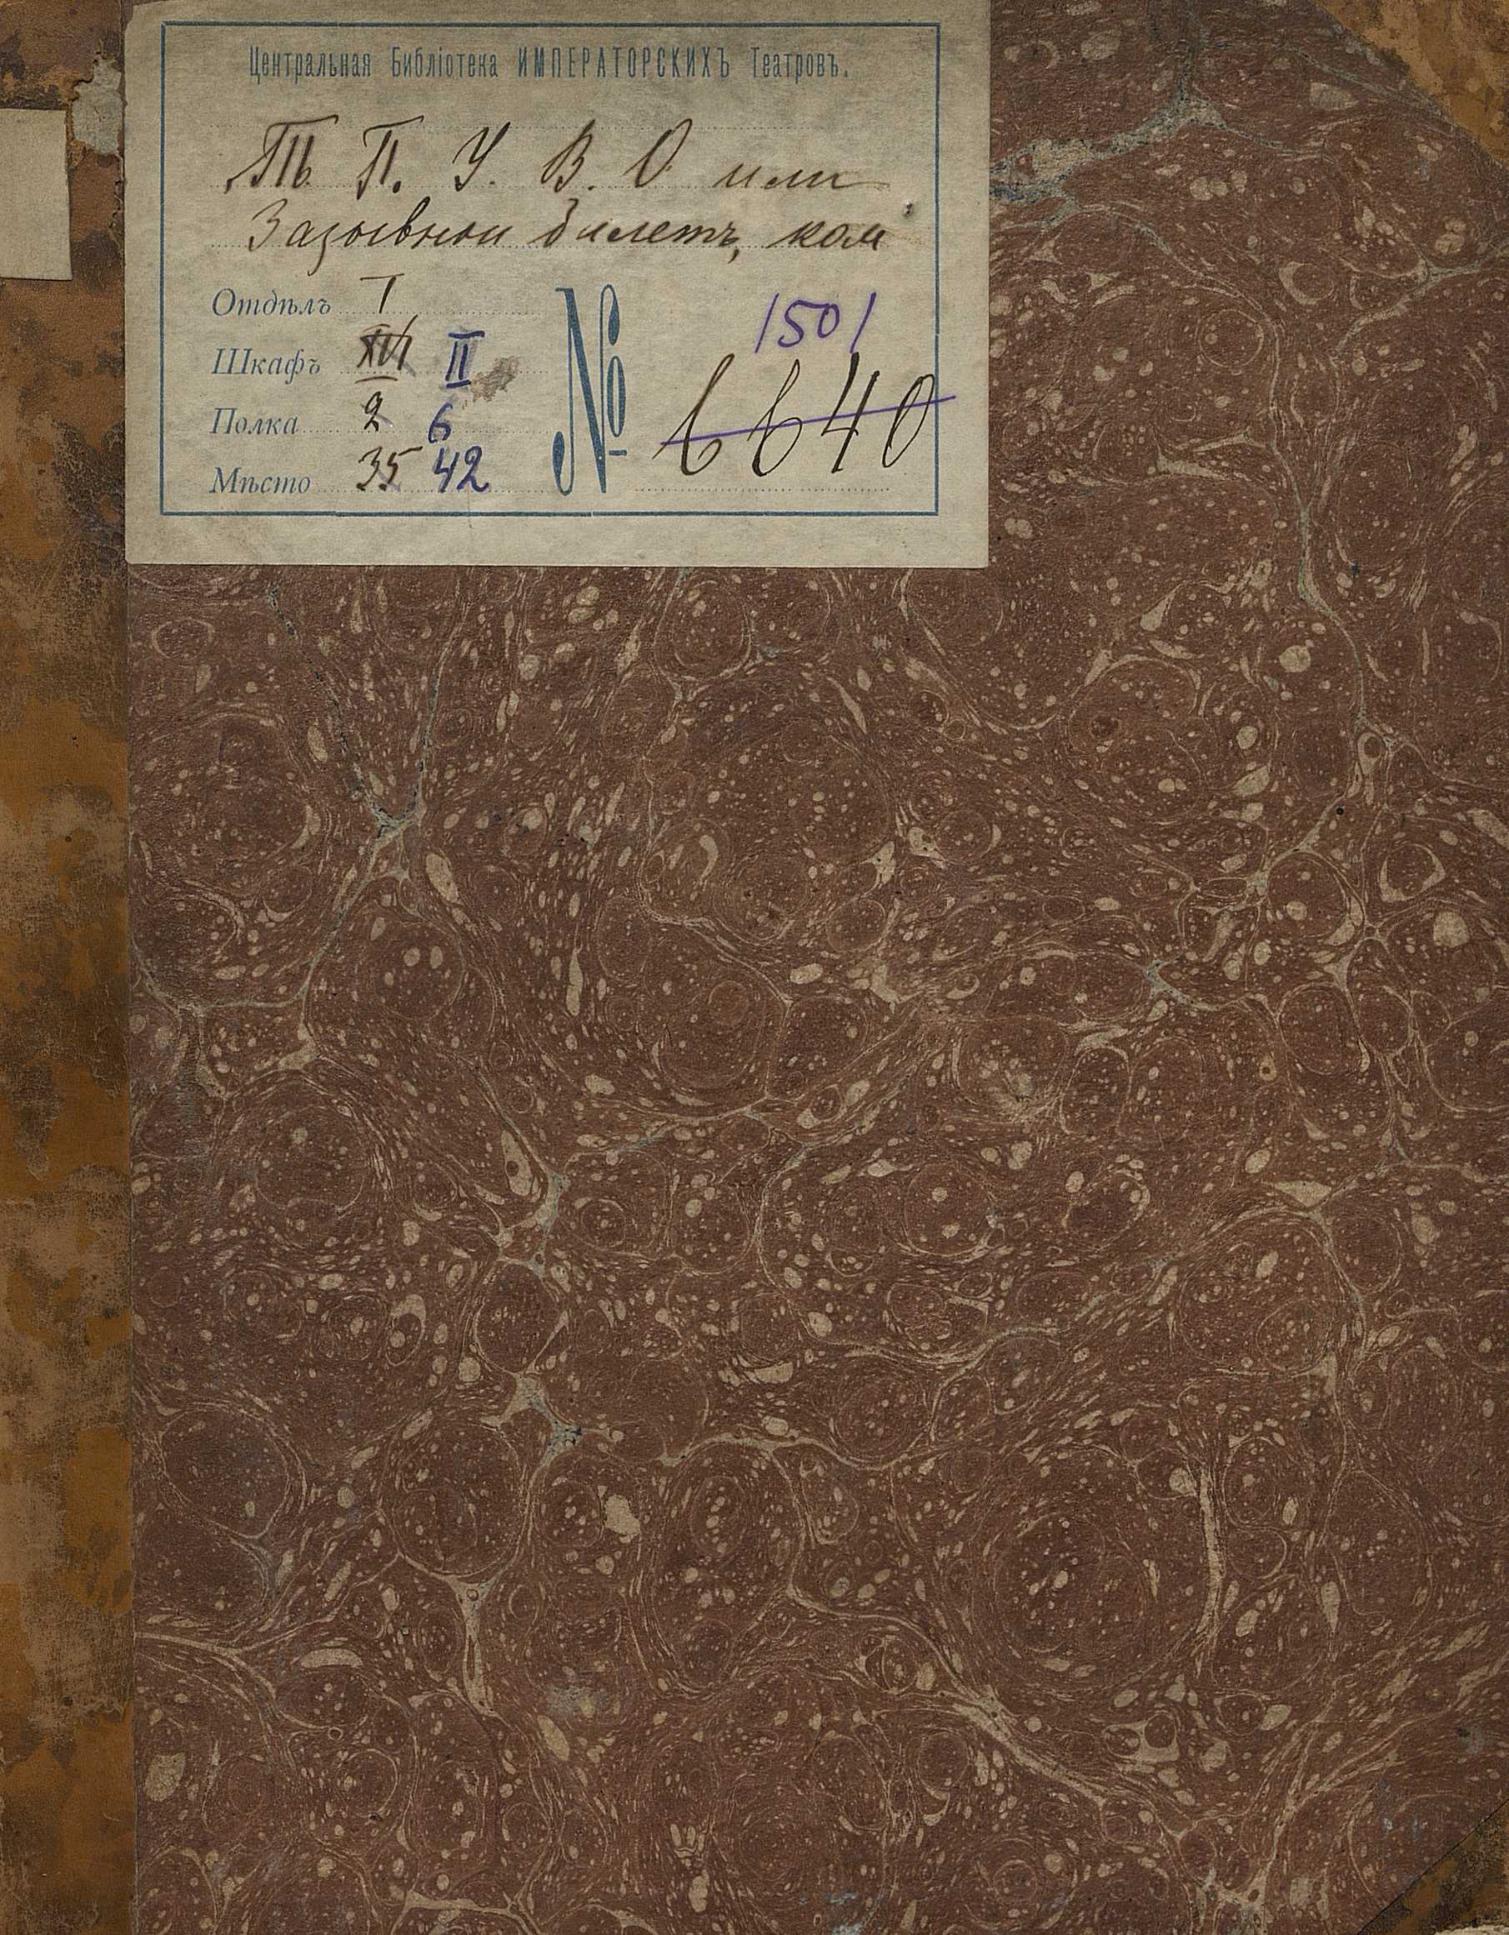 Центральная Библіотека ИМПЕРАТОРСКИХЪ Театровъ.
Т. П. У. В. О или
Зазывной билетъ, ком
Отдѣлъ I
Шкафъ XVI II
Полка 2 6
Мѣсто 35 42
№ 1501
6640